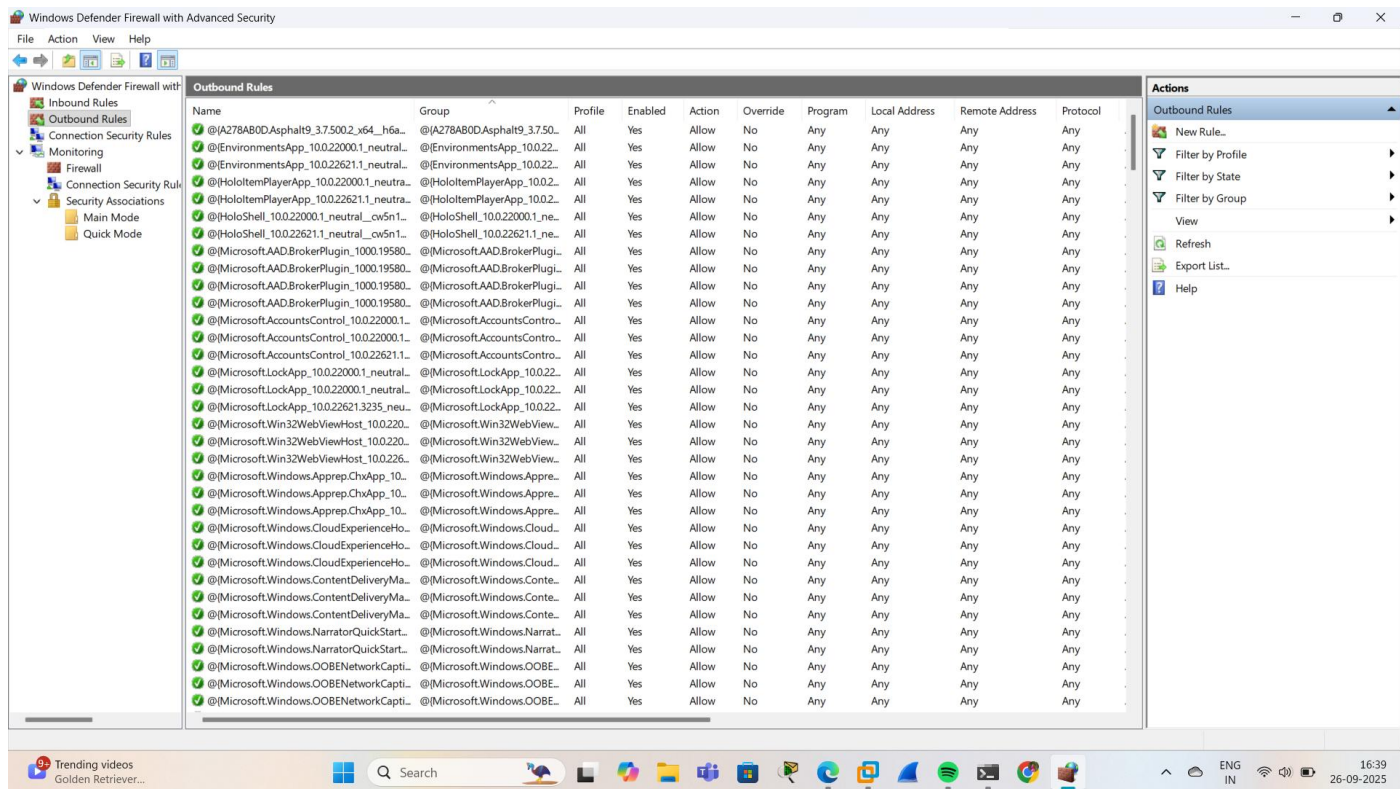 Windows Defender Firewall with Advanced Security
File Action View Help
Windows Defender Firewall with
Inbound Rules
Outbound Rules
Connection Security Rules
Monitoring
Firewall
Connection Security Rul
Security Associations
Main Mode
Quick Mode
Outbound Rules
Name Group Profile Enabled Action Override Program Local Address Remote Address Protocol
@{A278AB0D.Asphalt9_3.7.500.2_x64__h6a... @{A278AB0D.Asphalt9_3.7.50... All Yes Allow No Any Any Any Any
@{EnvironmentsApp_10.0.22000.1_neutral... @{EnvironmentsApp_10.0.22... All Yes Allow No Any Any Any Any
@{EnvironmentsApp_10.0.22621.1_neutral... @{EnvironmentsApp_10.0.22... All Yes Allow No Any Any Any Any
@{HoloItemPlayerApp_10.0.22000.1_neutra... @{HoloItemPlayerApp_10.0.2... All Yes Allow No Any Any Any Any
@{HoloItemPlayerApp_10.0.22621.1_neutra... @{HoloItemPlayerApp_10.0.2... All Yes Allow No Any Any Any Any
@{HoloShell_10.0.22000.1_neutral__cw5n1... @{HoloShell_10.0.22000.1_ne... All Yes Allow No Any Any Any Any
@{HoloShell_10.0.22621.1_neutral__cw5n1... @{HoloShell_10.0.22621.1_ne... All Yes Allow No Any Any Any Any
@{Microsoft.AAD.BrokerPlugin_1000.19580... @{Microsoft.AAD.BrokerPlugi... All Yes Allow No Any Any Any Any
@{Microsoft.AAD.BrokerPlugin_1000.19580... @{Microsoft.AAD.BrokerPlugi... All Yes Allow No Any Any Any Any
@{Microsoft.AAD.BrokerPlugin_1000.19580... @{Microsoft.AAD.BrokerPlugi... All Yes Allow No Any Any Any Any
@{Microsoft.AAD.BrokerPlugin_1000.19580... @{Microsoft.AAD.BrokerPlugi... All Yes Allow No Any Any Any Any
@{Microsoft.AccountsControl_10.0.22000.1... @{Microsoft.AccountsContro... All Yes Allow No Any Any Any Any
@{Microsoft.AccountsControl_10.0.22000.1... @{Microsoft.AccountsContro... All Yes Allow No Any Any Any Any
@{Microsoft.AccountsControl_10.0.22621.1... @{Microsoft.AccountsContro... All Yes Allow No Any Any Any Any
@{Microsoft.LockApp_10.0.22000.1_neutral... @{Microsoft.LockApp_10.0.22... All Yes Allow No Any Any Any Any
@{Microsoft.LockApp_10.0.22000.1_neutral... @{Microsoft.LockApp_10.0.22... All Yes Allow No Any Any Any Any
@{Microsoft.LockApp_10.0.22621.3235_neu... @{Microsoft.LockApp_10.0.22... All Yes Allow No Any Any Any Any
@{Microsoft.Win32WebViewHost_10.0.220... @{Microsoft.Win32WebView... All Yes Allow No Any Any Any Any
@{Microsoft.Win32WebViewHost_10.0.220... @{Microsoft.Win32WebView... All Yes Allow No Any Any Any Any
@{Microsoft.Win32WebViewHost_10.0.226... @{Microsoft.Win32WebView... All Yes Allow No Any Any Any Any
@{Microsoft.Windows.Apprep.ChxApp_10... @{Microsoft.Windows.Appre... All Yes Allow No Any Any Any Any
@{Microsoft.Windows.Apprep.ChxApp_10... @{Microsoft.Windows.Appre... All Yes Allow No Any Any Any Any
@{Microsoft.Windows.Apprep.ChxApp_10... @{Microsoft.Windows.Appre... All Yes Allow No Any Any Any Any
@{Microsoft.Windows.CloudExperienceHo... @{Microsoft.Windows.Cloud... All Yes Allow No Any Any Any Any
@{Microsoft.Windows.CloudExperienceHo... @{Microsoft.Windows.Cloud... All Yes Allow No Any Any Any Any
@{Microsoft.Windows.CloudExperienceHo... @{Microsoft.Windows.Cloud... All Yes Allow No Any Any Any Any
@{Microsoft.Windows.ContentDeliveryMa... @{Microsoft.Windows.Conte... All Yes Allow No Any Any Any Any
@{Microsoft.Windows.ContentDeliveryMa... @{Microsoft.Windows.Conte... All Yes Allow No Any Any Any Any
@{Microsoft.Windows.ContentDeliveryMa... @{Microsoft.Windows.Conte... All Yes Allow No Any Any Any Any
@{Microsoft.Windows.NarratorQuickStart... @{Microsoft.Windows.Narrat... All Yes Allow No Any Any Any Any
@{Microsoft.Windows.NarratorQuickStart... @{Microsoft.Windows.Narrat... All Yes Allow No Any Any Any Any
@{Microsoft.Windows.OOBENetworkCapti... @{Microsoft.Windows.OOBE... All Yes Allow No Any Any Any Any
@{Microsoft.Windows.OOBENetworkCapti... @{Microsoft.Windows.OOBE... All Yes Allow No Any Any Any Any
@{Microsoft.Windows.OOBENetworkCapti... @{Microsoft.Windows.OOBE... All Yes Allow No Any Any Any Any
Actions
Outbound Rules
New Rule...
Filter by Profile
Filter by State
Filter by Group
View
Refresh
Export List...
Help
9+
Trending videos
Golden Retriever...
Search
ENG
IN
16:39
26-09-2025